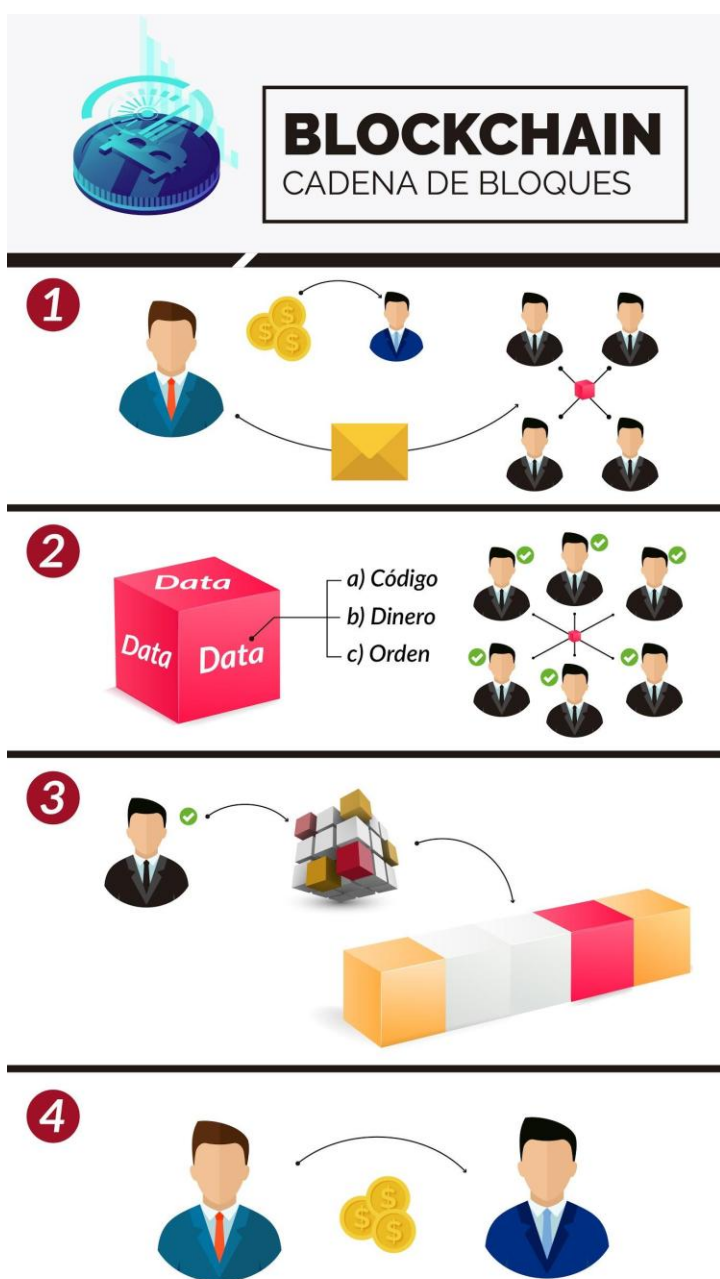 BLOCKCHAIN
CADENA DE BLOQUES
1
$
$
$
2
Data
Data
Data
a) Código
b) Dinero
c) Orden
3
4
$
$
$